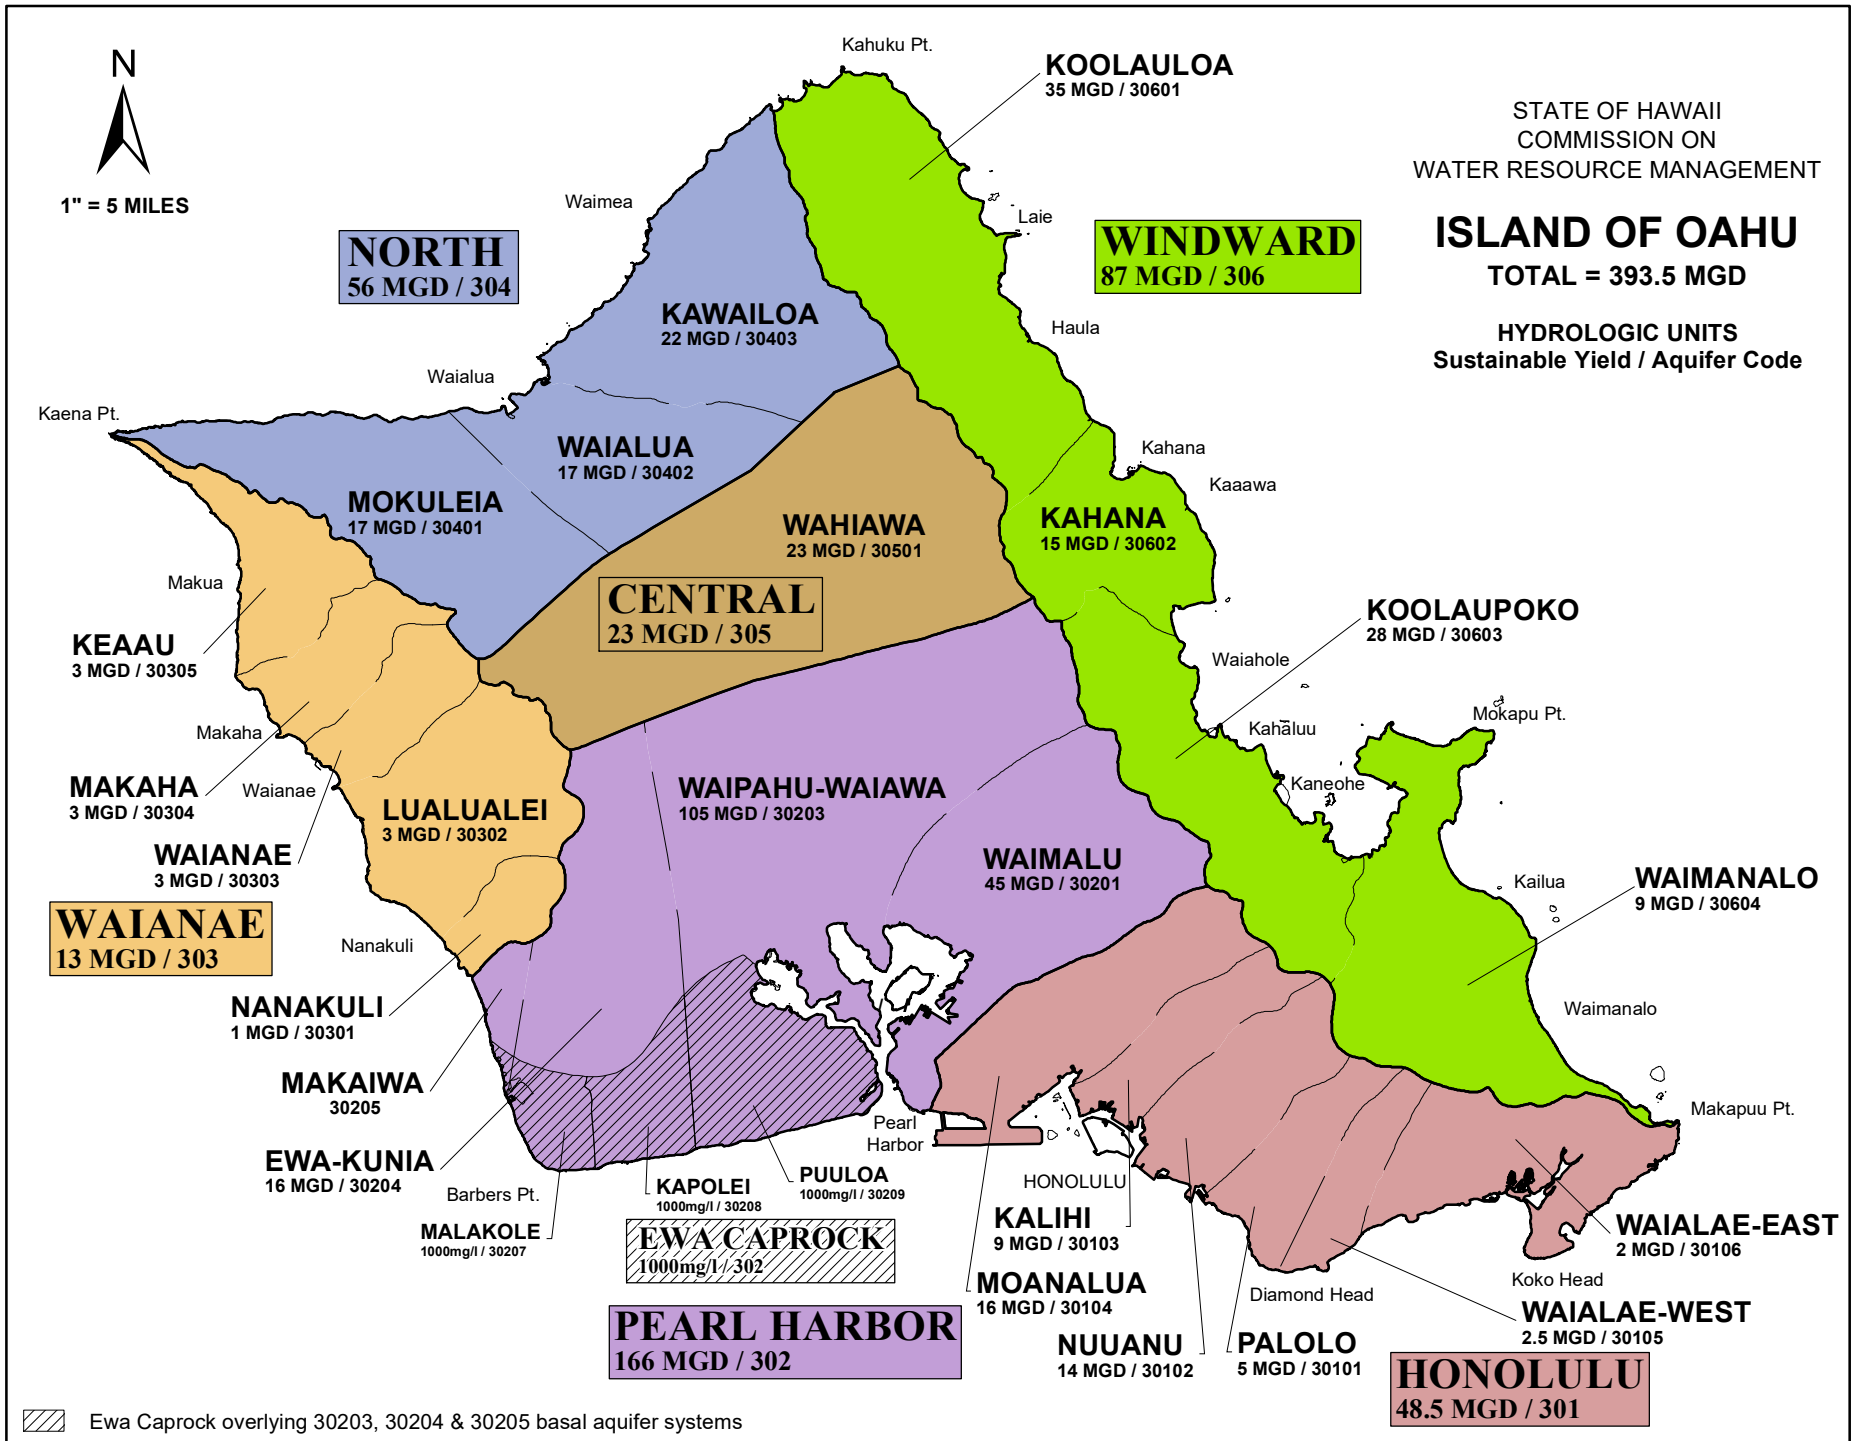 Kahuku Pt.
N
1" = 5 MILES
KOOLAULOA
35 MGD / 30601
STATE OF HAWAII
COMMISSION ON
WATER RESOURCE MANAGEMENT
ISLAND OF OAHU
TOTAL = 393.5 MGD
HYDROLOGIC UNITS
Sustainable Yield / Aquifer Code
Waimea
Laie
NORTH
56 MGD / 304
WINDWARD
87 MGD / 306
KAWAILOA
22 MGD / 30403
Haula
Waialua
Kaena Pt.
WAIALUA
17 MGD / 30402
Kahana
Kaaawa
MOKULEIA
17 MGD / 30401
WAHIAWA
23 MGD / 30501
KAHANA
15 MGD / 30602
Makua
CENTRAL
23 MGD / 305
KOOLAUPOKO
28 MGD / 30603
KEAAU
3 MGD / 30305
Waiahole
Makaha
Kahaluu
Mokapu Pt.
MAKAHA
3 MGD / 30304
Waianae
LUALUALEI
3 MGD / 30302
WAIPAHU-WAIAWA
105 MGD / 30203
Kaneohe
WAIANAE
3 MGD / 30303
WAIMALU
45 MGD / 30201
Kailua
WAIMANALO
9 MGD / 30604
WAIANAE
13 MGD / 303
Nanakuli
NANAKULI
1 MGD / 30301
Waimanalo
MAKAIWA
30205
Pearl
Harbor
Makapuu Pt.
EWA-KUNIA
16 MGD / 30204
Barbers Pt.
KAPOLEI
1000mg/l / 30208
PUULOA
1000mg/l / 30209
HONOLULU
MALAKOLE
1000mg/l / 30207
EWA CAPROCK
1000mg/l / 302
KALIHI
9 MGD / 30103
WAIALAE-EAST
2 MGD / 30106
MOANALUA
16 MGD / 30104
Diamond Head
Koko Head
WAIALAE-WEST
2.5 MGD / 30105
PEARL HARBOR
166 MGD / 302
NUUANU
14 MGD / 30102
PALOLO
5 MGD / 30101
HONOLULU
48.5 MGD / 301
Ewa Caprock overlying 30203, 30204 & 30205 basal aquifer systems